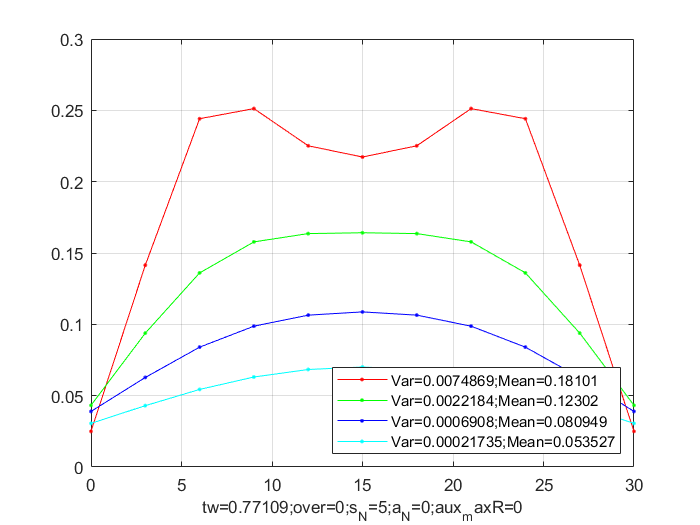 0.3
0.25
0.2
0.15
0.1
0.05
0
Var=0.0074869;Mean=0.18101
Var=0.0022184;Mean=0.12302
Var=0.0006908;Mean=0.080949
Var=0.00021735;Mean=0.053527
0 5 10 15 20 25 30
tw=0.77109;over=0;s_N=5;a_N=0;aux_maxR=0